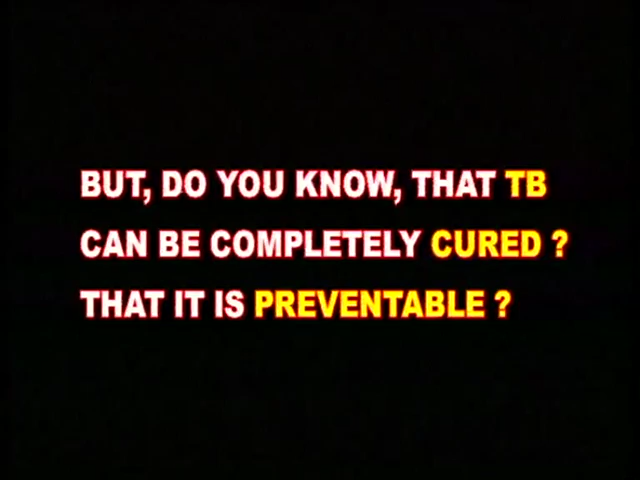 BUT, DO YOU KNOW, THAT TB
CAN BE COMPLETELY CURED ?
THAT IT IS PREVENTABLE ?